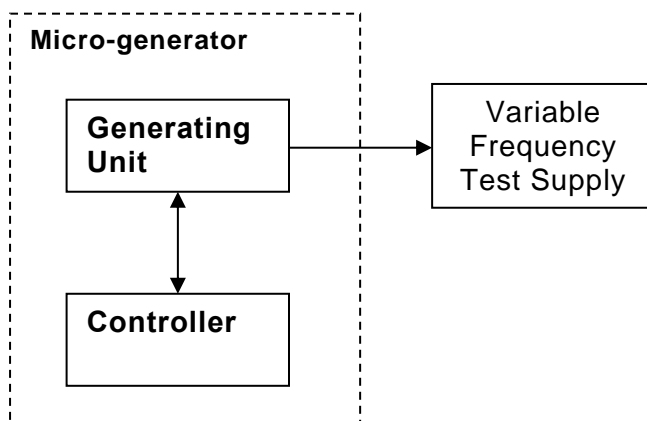 Micro-generator
Generating
Unit
Variable
Frequency
Test Supply
Controller